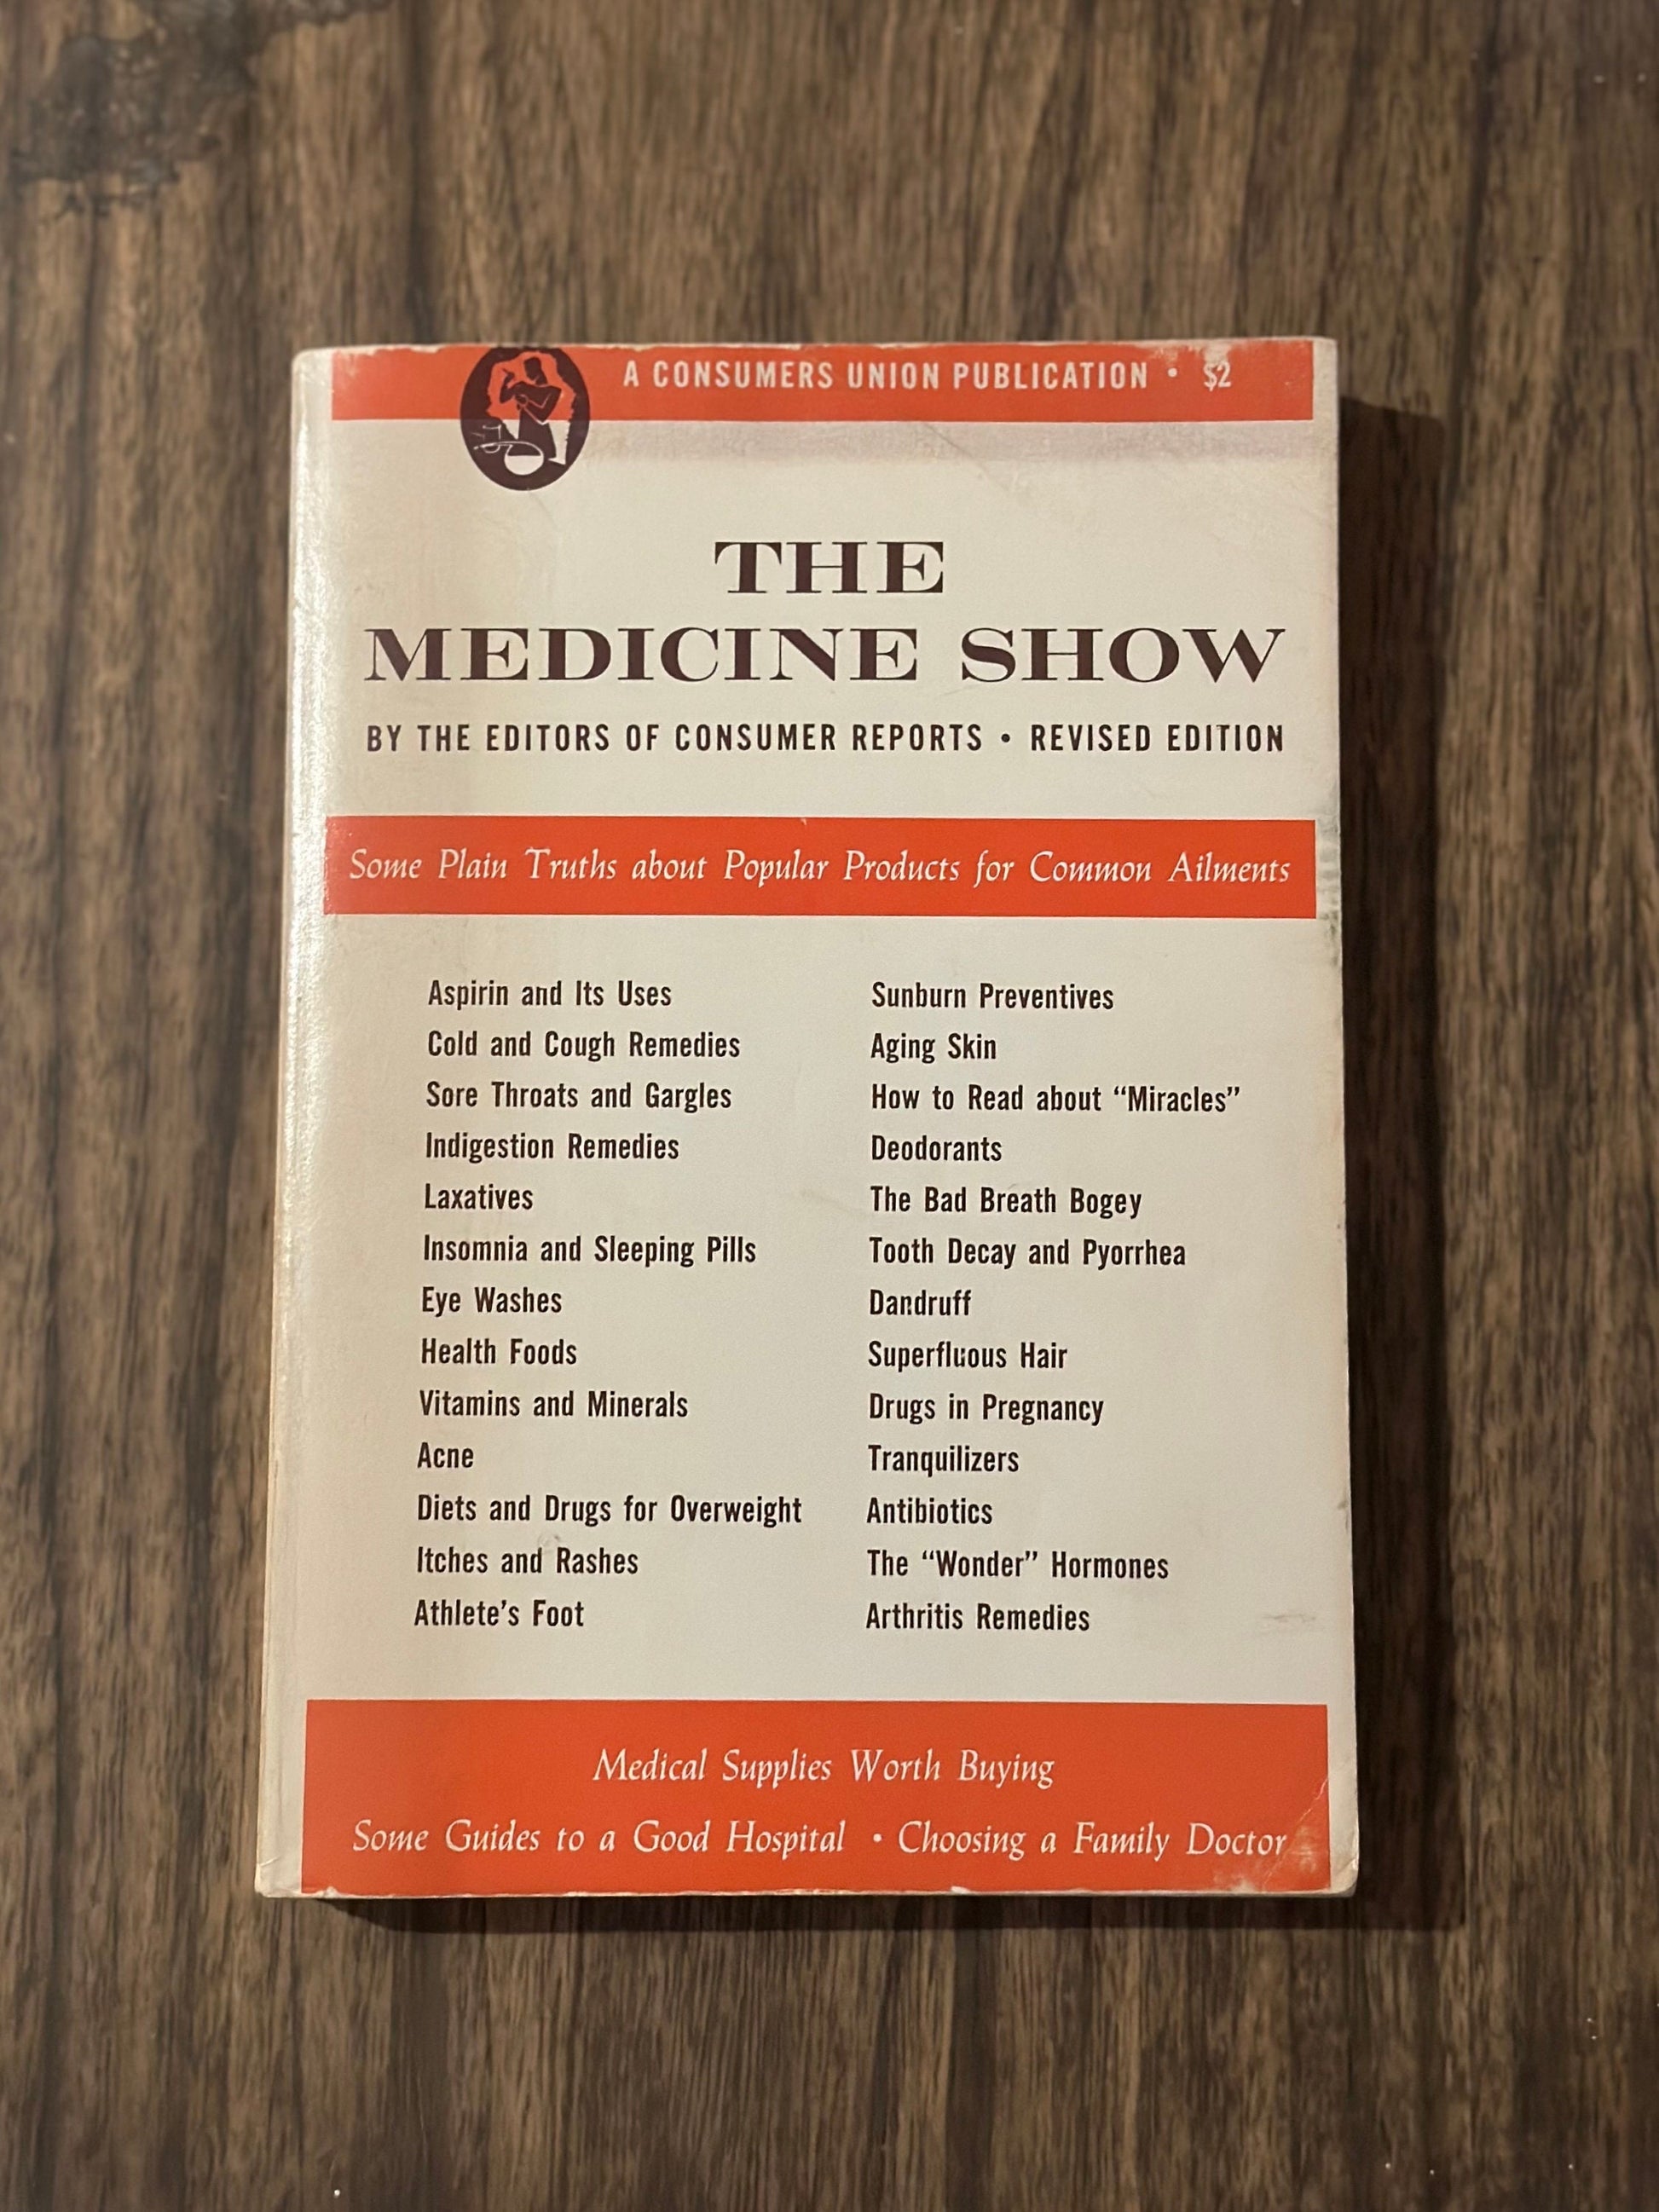 A CONSUMERS UNION PUBLICATION • $2
THE
MEDICINE SHOW
BY THE EDITORS OF CONSUMER REPORTS • REVISED EDITION
Some Plain Truths about Popular Products for Common Ailments
Aspirin and Its Uses
Cold and Cough Remedies
Sore Throats and Gargles
Indigestion Remedies
Laxatives
Insomnia and Sleeping Pills
Eye Washes
Health Foods
Vitamins and Minerals
Acne
Diets and Drugs for Overweight
Itches and Rashes
Athlete's Foot
Sunburn Preventives
Aging Skin
How to Read about “Miracles”
Deodorants
The Bad Breath Bogey
Tooth Decay and Pyorrhea
Dandruff
Superfluous Hair
Drugs in Pregnancy
Tranquilizers
Antibiotics
The “Wonder” Hormones
Arthritis Remedies
Medical Supplies Worth Buying
Some Guides to a Good Hospital • Choosing a Family Doctor